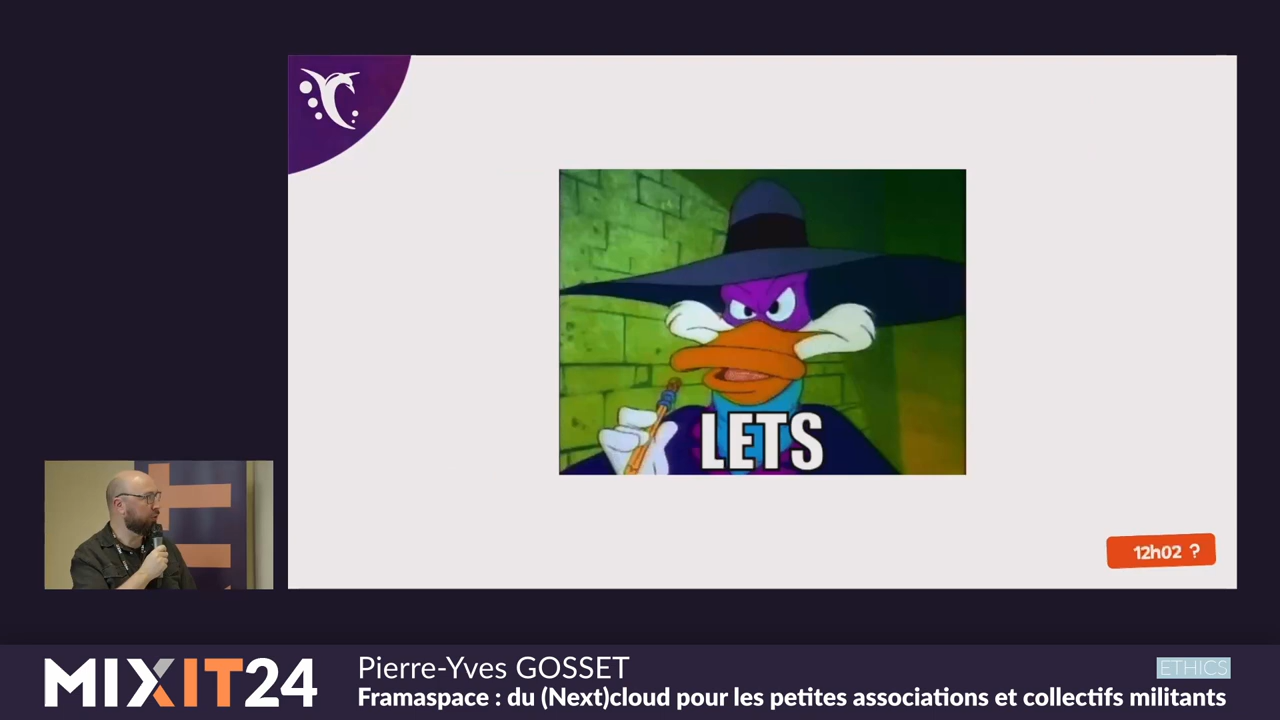 LETS
12h02 ?
MIXIT24
Pierre-Yves GOSSET
ETHICS
Framaspace : du (Next)cloud pour les petites associations et collectifs militants